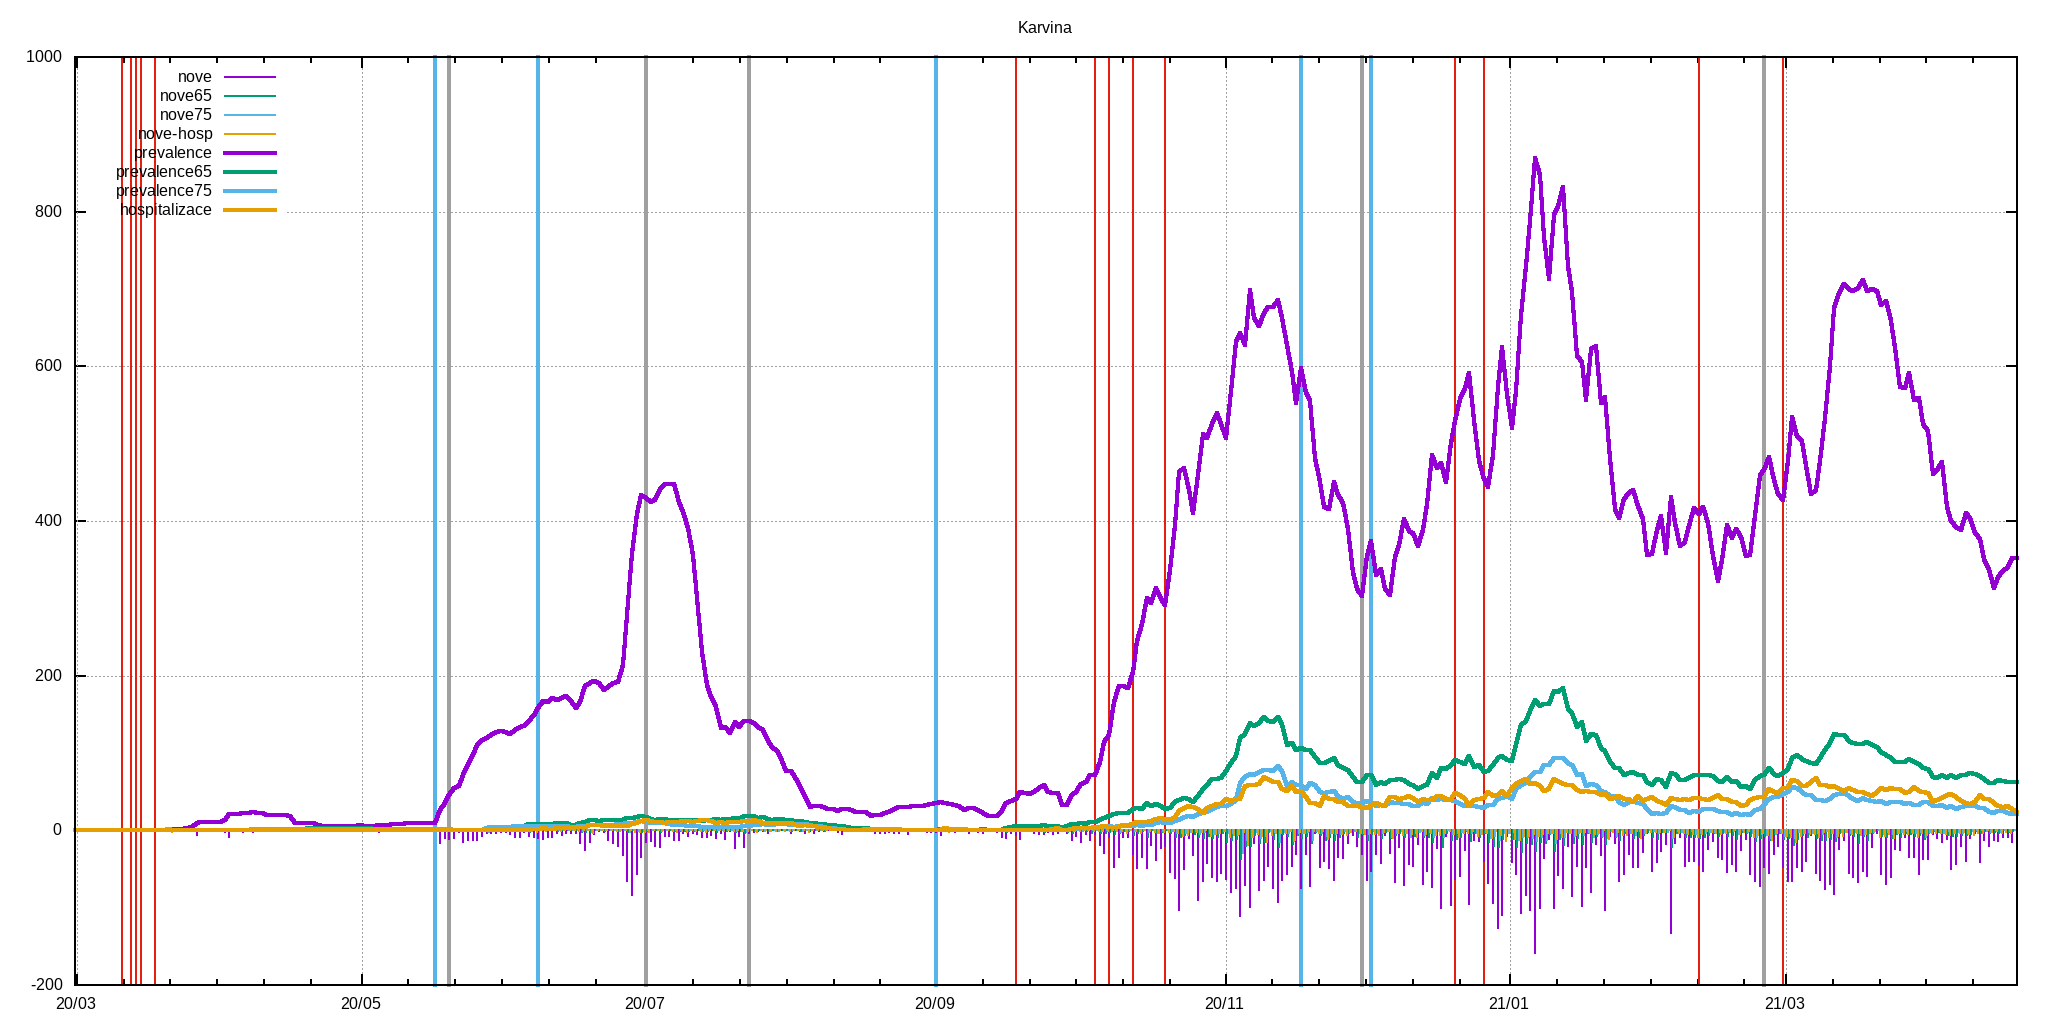 Karvina
1000
nove
nove65
nove75
nove-hosp
prevalence
prevalence65
prevalence75
hospitalizace
800
600
400
200
0
-200
20/03 20/05 20/07 20/09 20/11 21/01 21/03